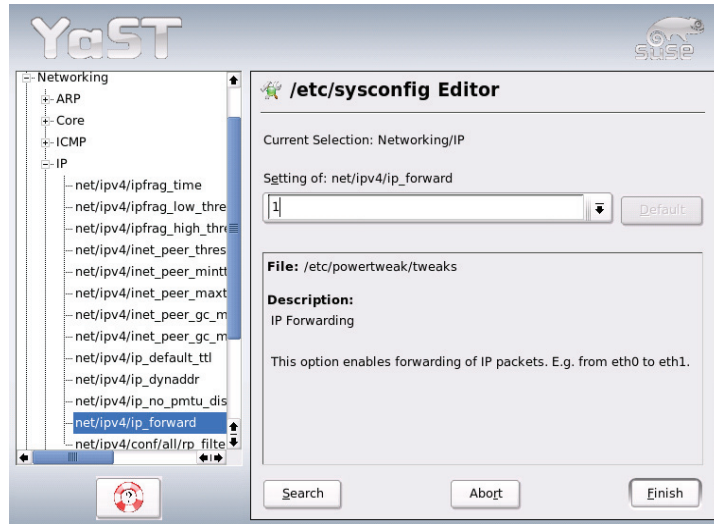 YaST
SUSE
Networking
ARP
Core
ICMP
IP
net/ipv4/ipfrag_time
net/ipv4/ipfrag_low_thre
net/ipv4/ipfrag_high_thre
net/ipv4/inet_peer_thres
net/ipv4/inet_peer_mintt
net/ipv4/inet_peer_maxt
net/ipv4/inet_peer_gc_m
net/ipv4/inet_peer_gc_m
net/ipv4/ip_default_ttl
net/ipv4/ip_dynaddr
net/ipv4/ip_no_pmtu_dis
net/ipv4/ip_forward
net/ipv4/conf/all/rp_filte
/etc/sysconfig Editor
Current Selection: Networking/IP
Setting of: net/ipv4/ip_forward
1
Default
File: /etc/powertweak/tweaks
Description:
IP Forwarding
This option enables forwarding of IP packets. E.g. from eth0 to eth1.
Search
Abort
Finish